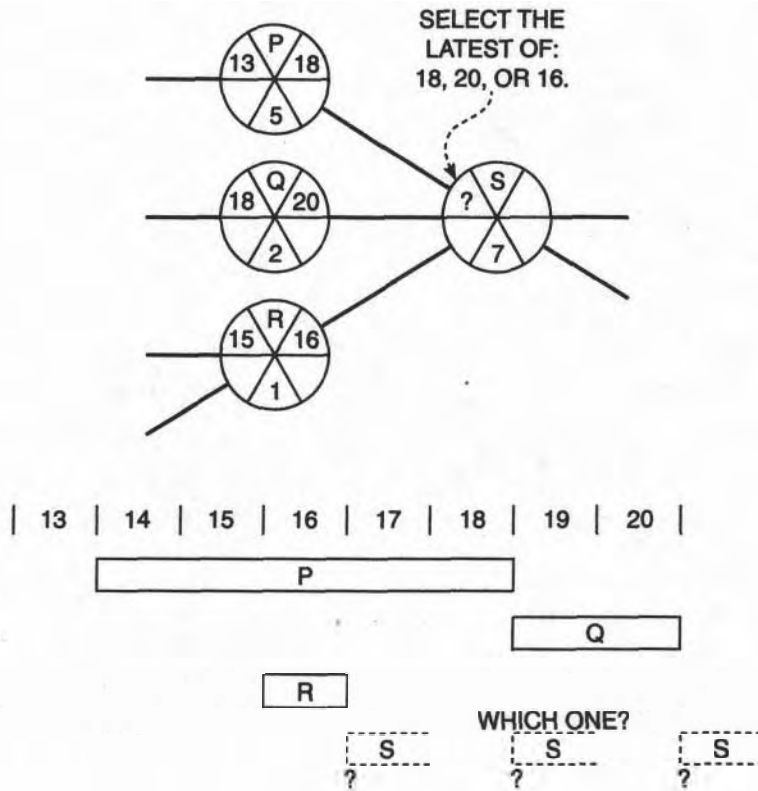 SELECT THE
LATEST OF:
18, 20, OR 16.
P
13 18
5
Q
18 20
2
S
?
7
R
15 16
1
13 14 15 16 17 18 19 20
P
Q
R
WHICH ONE?
S S S
? ? ?